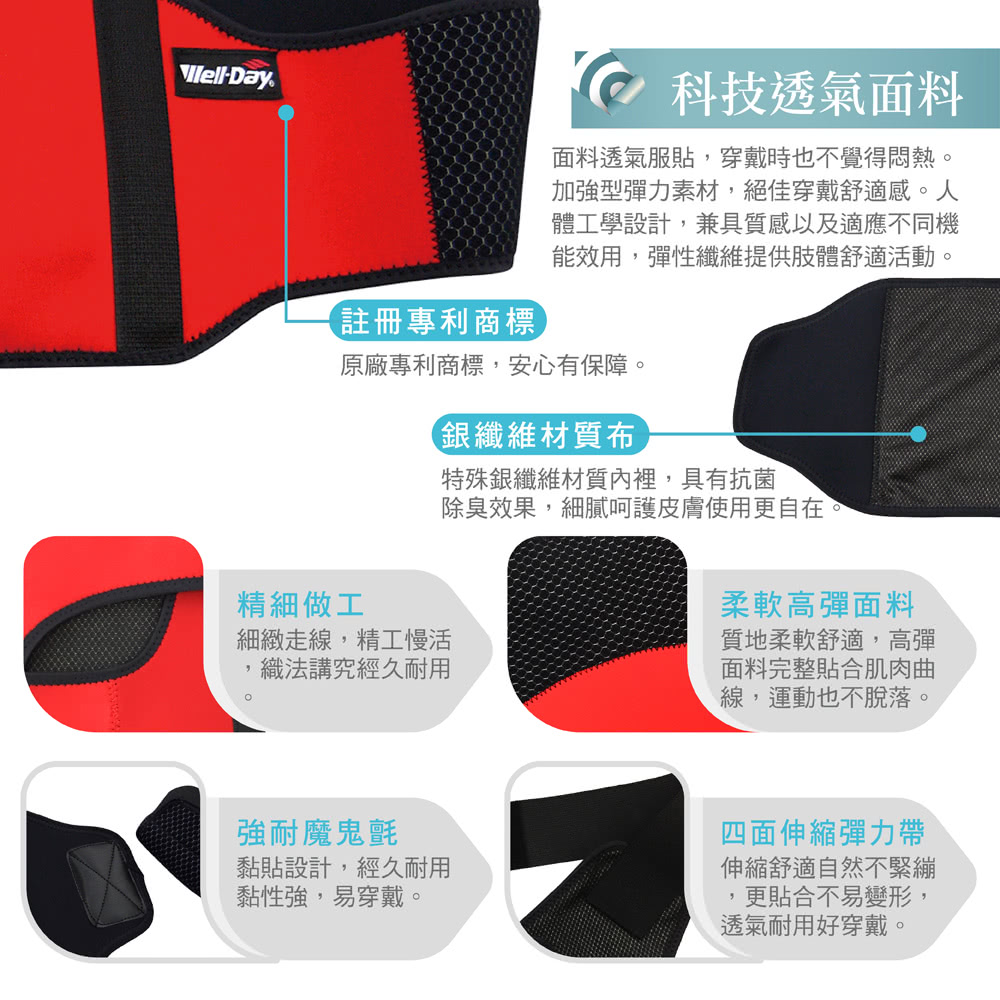 Well-Day®
科技透氣面料
面料透氣服貼，穿戴時也不覺得悶熱。
加強型彈力素材，絕佳穿戴舒適感。人
體工學設計，兼具質感以及適應不同機
能效用，彈性纖維提供肢體舒適活動。
註冊專利商標
原廠專利商標，安心有保障。
銀纖維材質布
特殊銀纖維材質內裡，具有抗菌
除臭效果，細膩呵護皮膚使用更自在。
精細做工
細緻走線，精工慢活
，織法講究經久耐用
。
柔軟高彈面料
質地柔軟舒適，高彈
面料完整貼合肌肉曲
線，運動也不脫落。
強耐魔鬼氈
黏貼設計，經久耐用
黏性強，易穿戴。
四面伸縮彈力帶
伸縮舒適自然不緊繃
，更貼合不易變形，
透氣耐用好穿戴。